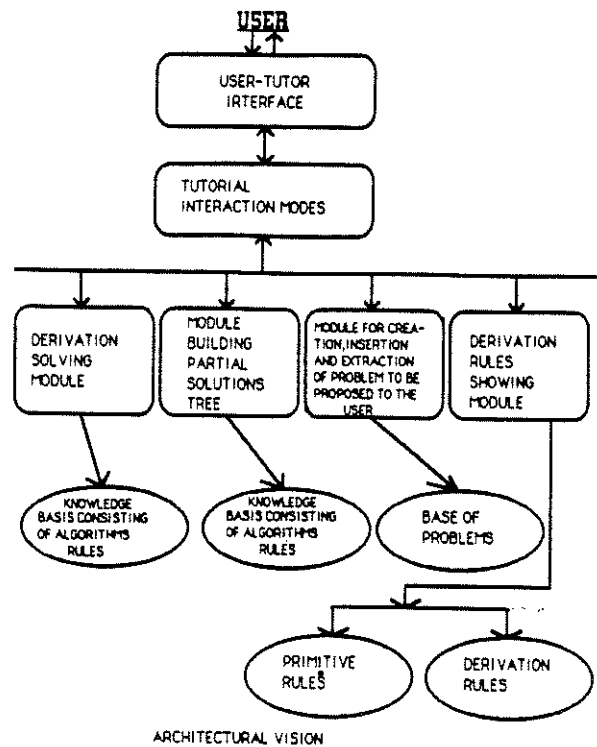 USER
USER-TUTOR
IRTERFACE
TUTORIAL
INTERACTION MODES
DERIVATION
SOLVING
MODULE
MODULE
BUILDING
PARTIAL
SOLUTIONS
TREE
MODULE FOR CREA-
TION,INSERTION
AND EXTRACTION
OF PROBLEM TO BE
PROPOSED TO THE
USER
DERIVATION
RULES
SHOWING
MODULE
KNOWLEDGE
BASIS CONSISTING
OF ALGORITHMS
RULES
KNOWLEDGE
BASIS CONSISTING
OF ALGORITHMS
RULES
BASE OF
PROBLEMS
PRIMITIVE
RULES
DERIVATION
RULES
ARCHITECTURAL VISION